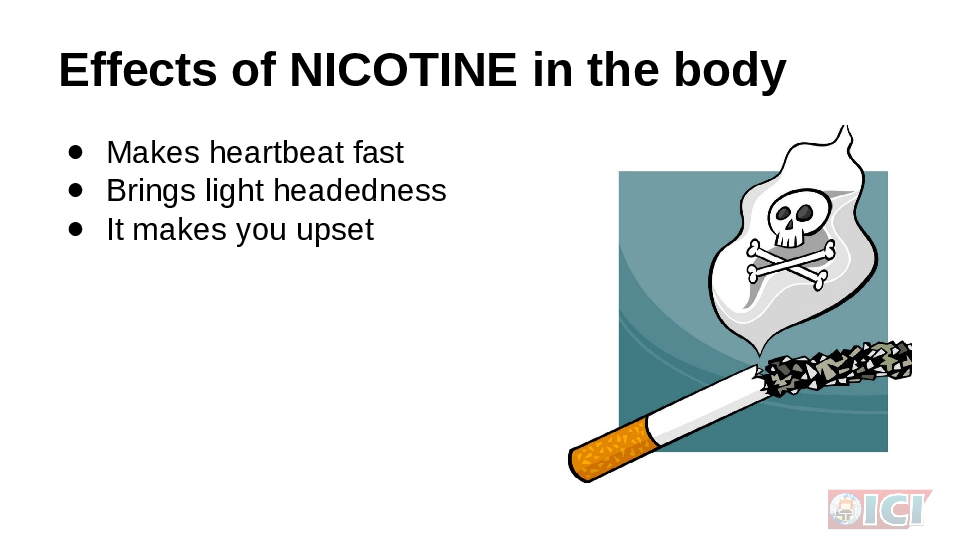 Effects of NICOTINE in the body
● Makes heartbeat fast
● Brings light headedness
● It makes you upset
ICI